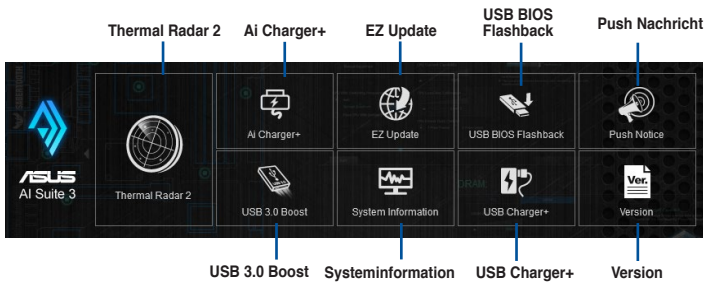 USB BIOS
Flashback
Thermal Radar 2
Ai Charger+
EZ Update
Push Nachricht
Ai Charger+
EZ Update
USB BIOS Flashback
Push Notice
ASUS
AI Suite 3
Thermal Radar 2
Ver.
USB 3.0 Boost
System Information
USB Charger+
Version
USB 3.0 Boost
Systeminformation
USB Charger+
Version